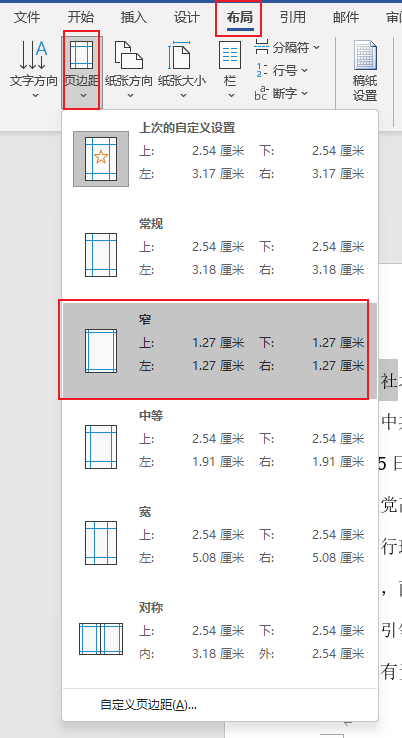 文件 开始 插入 设计 布局 引用 邮件 审
文字方向 页边距 纸张方向 纸张大小 栏 分隔符 行号 断字 稿纸设置
上次的自定义设置
上: 2.54 厘米 下: 2.54 厘米
左: 3.17 厘米 右: 3.17 厘米
常规
上: 2.54 厘米 下: 2.54 厘米
左: 3.18 厘米 右: 3.18 厘米
窄
上: 1.27 厘米 下: 1.27 厘米
左: 1.27 厘米 右: 1.27 厘米
社
中
中等
上: 2.54 厘米 下: 2.54 厘米
左: 1.91 厘米 右: 1.91 厘米
5 日
党
宽
上: 2.54 厘米 下: 2.54 厘米
左: 5.08 厘米 右: 5.08 厘米
行
,
对称
上: 2.54 厘米 下: 2.54 厘米
内: 3.18 厘米 外: 2.54 厘米
引
有
自定义页边距(A)...